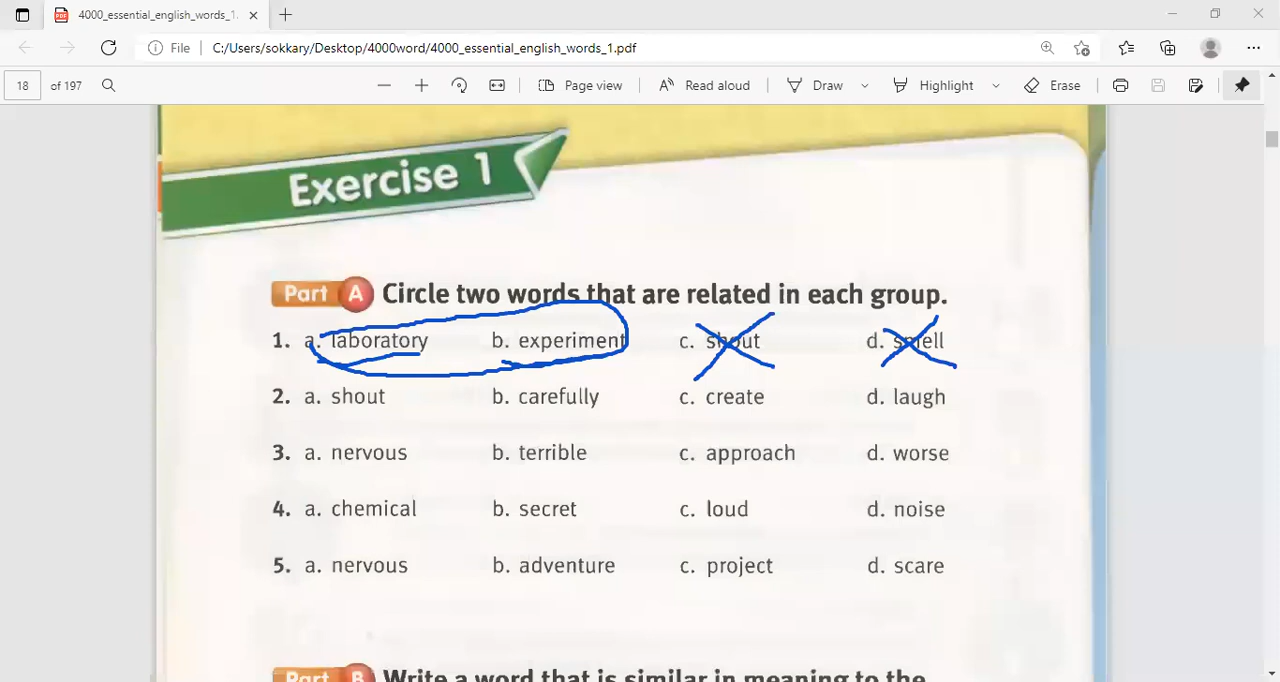 4000_essential_english_words_1.
File C:/Users/sokkary/Desktop/4000word/4000_essential_english_words_1.pdf
18 of 197 Page view Read aloud Draw Highlight Erase
Exercise 1
Part A Circle two words that are related in each group.
1. a. laboratory b. experiment c. shout d. smell
2. a. shout b. carefully c. create d. laugh
3. a. nervous b. terrible c. approach d. worse
4. a. chemical b. secret c. loud d. noise
5. a. nervous b. adventure c. project d. scare
Part B Write a word that is similar in meaning to the